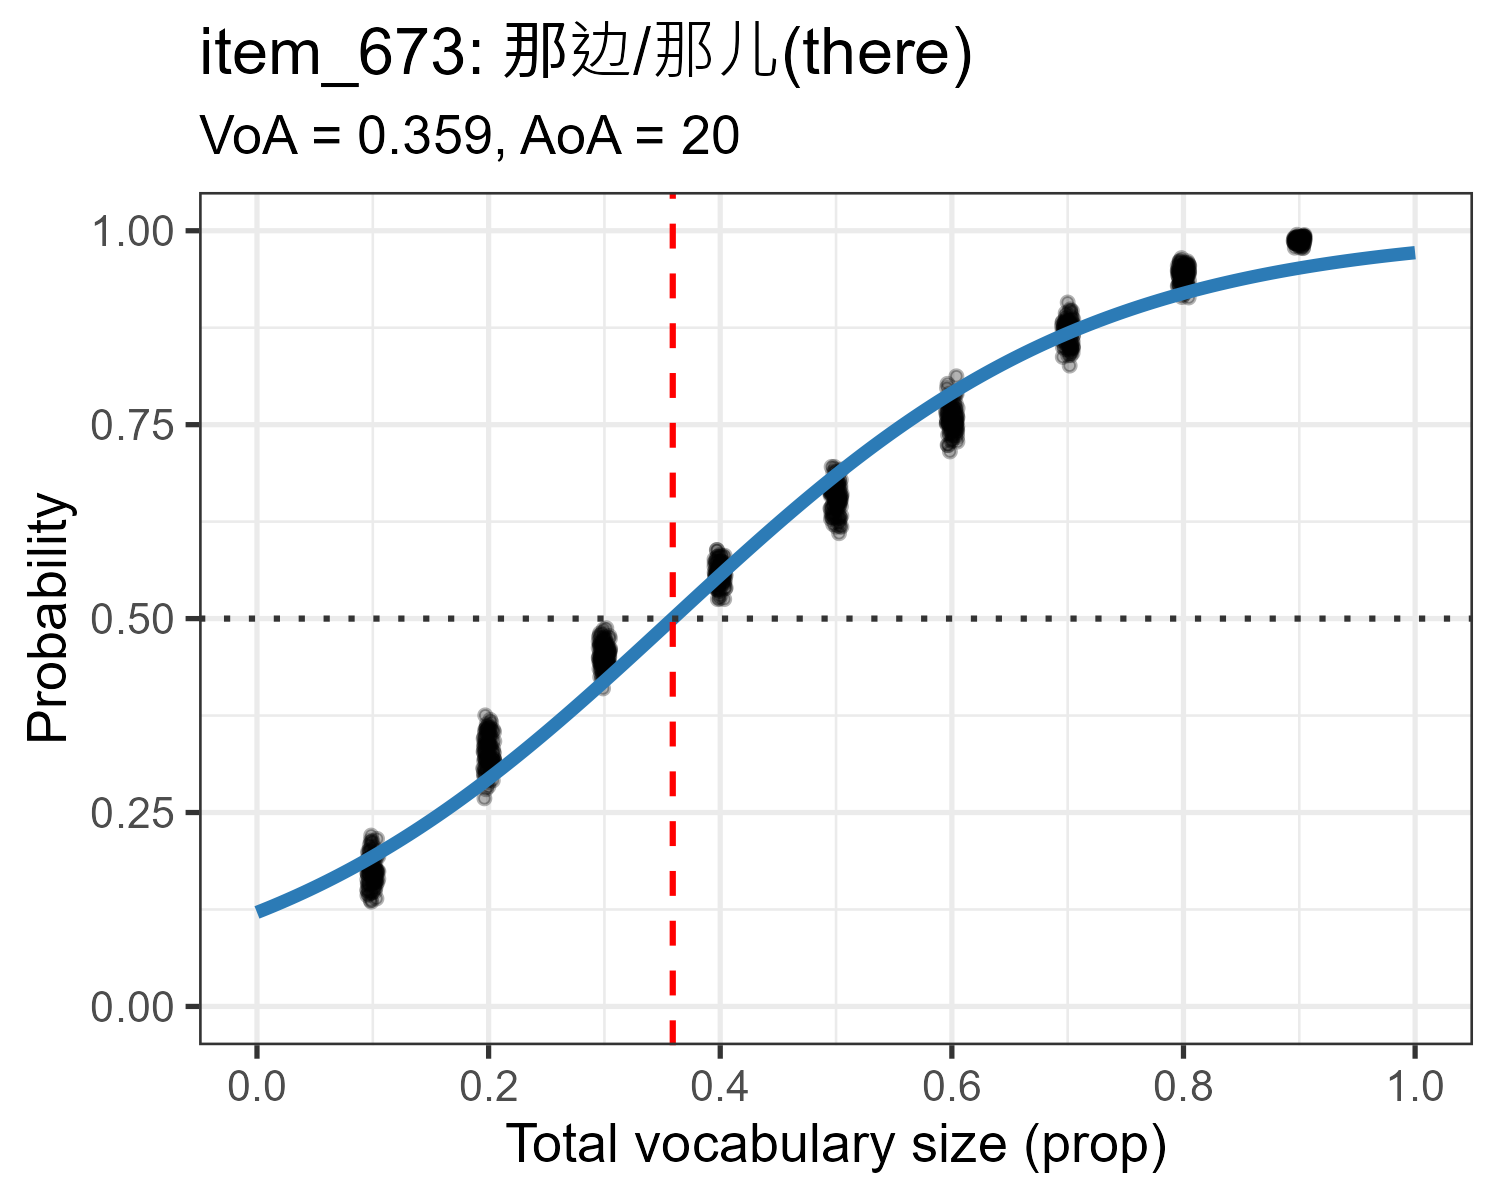 item_673: 那边/那儿(there)
VoA = 0.359, AoA = 20
Probability
1.00
0.75
0.50
0.25
0.00
0.0 0.2 0.4 0.6 0.8 1.0
Total vocabulary size (prop)